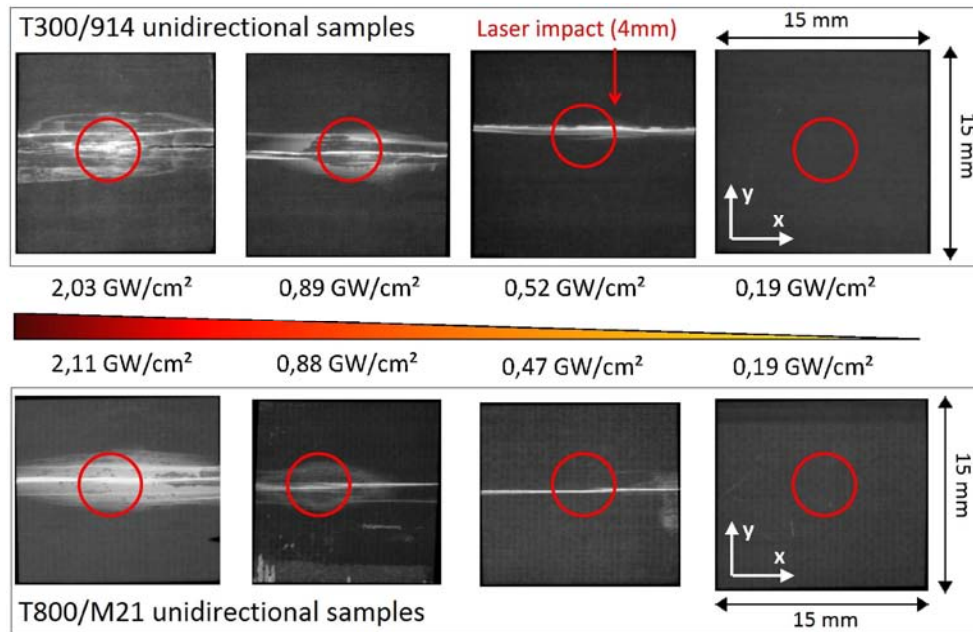 T300/914 unidirectional samples
Laser impact (4mm)
15 mm
15 mm
y
x
2,03 GW/cm²
0,89 GW/cm²
0,52 GW/cm²
0,19 GW/cm²
2,11 GW/cm²
0,88 GW/cm²
0,47 GW/cm²
0,19 GW/cm²
15 mm
y
x
T800/M21 unidirectional samples
15 mm